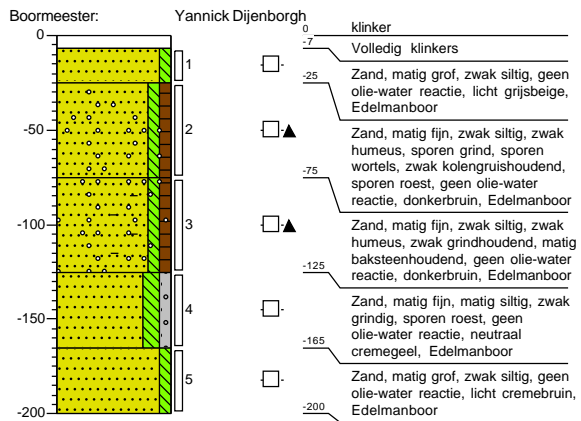 Boormeester: Yannick Dijenborgh
0
-50
-100
-150
-200
1
2
3
4
5
0
klinker
-7
Volledig klinkers
-25
Zand, matig grof, zwak siltig, geen
olie-water reactie, licht grijsbeige,
Edelmanboor
Zand, matig fijn, zwak siltig, zwak
humeus, sporen grind, sporen
wortels, zwak kolengruishoudend,
sporen roest, geen olie-water
reactie, donkerbruin, Edelmanboor
-75
Zand, matig fijn, zwak siltig, zwak
humeus, zwak grindhoudend, matig
baksteenhoudend, geen olie-water
reactie, donkerbruin, Edelmanboor
-125
Zand, matig fijn, matig siltig, zwak
grindig, sporen roest, geen
olie-water reactie, neutraal
cremegeel, Edelmanboor
-165
Zand, matig grof, zwak siltig, geen
olie-water reactie, licht cremebruin,
Edelmanboor
-200